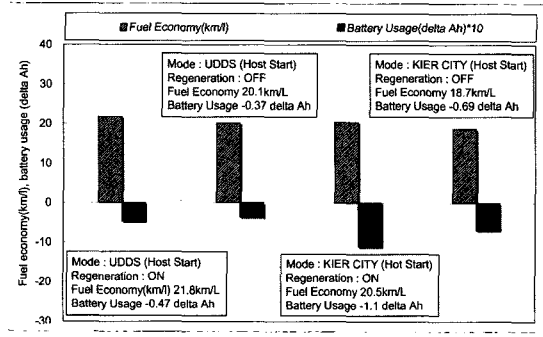 Fuel Economy(km/l) Battery Usage(delta Ah)*10
Fuel economy(km/l), battery usage (delta Ah)
40
30
20
10
0
-10
-20
-30
Mode : UDDS (Host Start)
Regeneration : OFF
Fuel Economy 20.1km/L
Battery Usage -0.37 delta Ah
Mode : KIER CITY (Host Start)
Regeneration : OFF
Fuel Economy 18.7km/L
Battery Usage -0.69 delta Ah
Mode : UDDS (Host Start)
Regeneration : ON
Fuel Economy(km/l) 21.8km/L
Battery Usage -0.47 delta Ah
Mode : KIER CITY (Hot Start)
Regeneration : ON
Fuel Economy 20.5km/L
Battery Usage -1.1 delta Ah